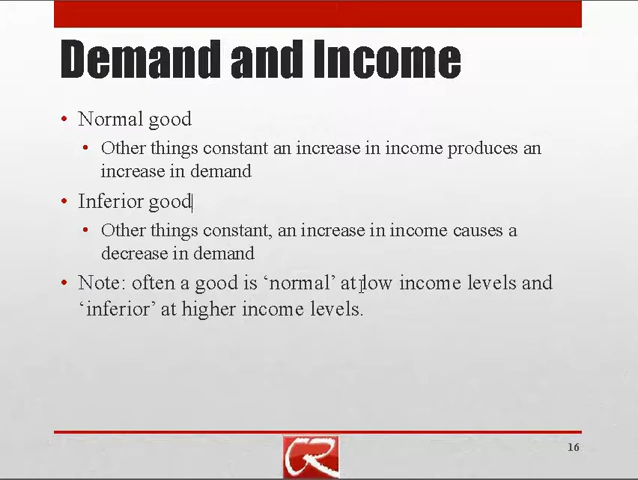 Demand and Income
• Normal good
• Other things constant an increase in income produces an
increase in demand
• Inferior good
• Other things constant, an increase in income causes a
decrease in demand
• Note: often a good is ‘normal’ at low income levels and
‘inferior’ at higher income levels.
16